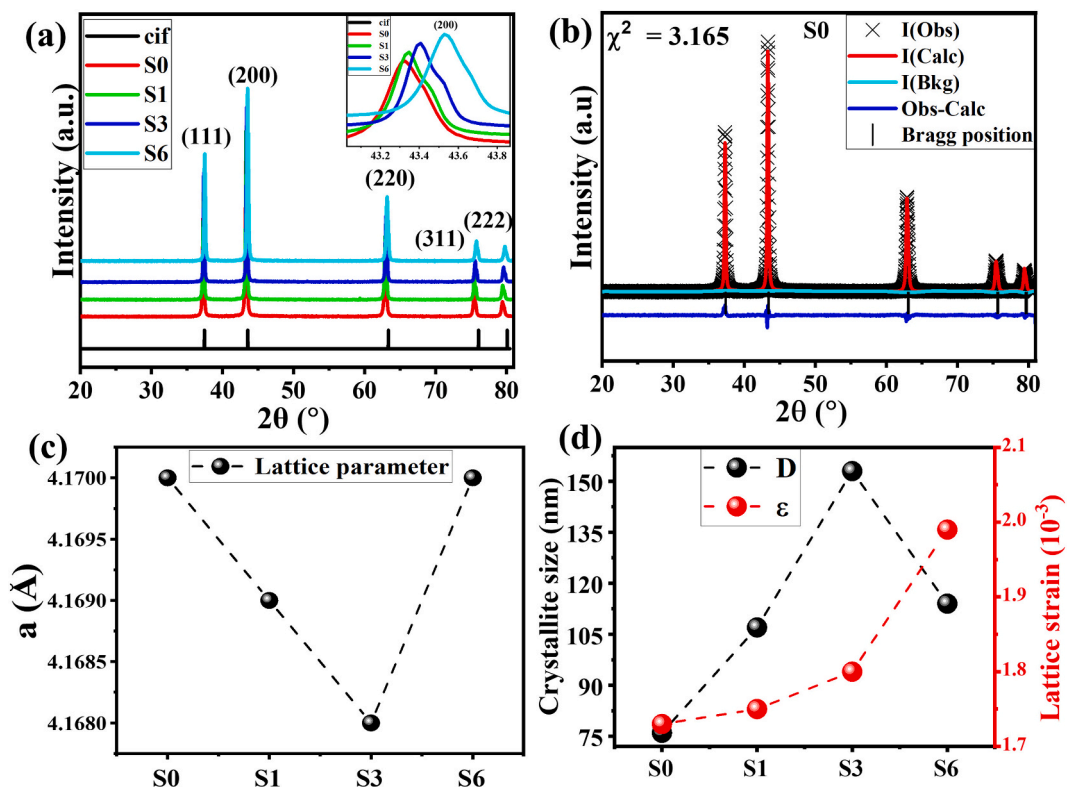 (a)
cif
S0
S1
S3
S6
(111)
(200)
(220)
(311)
(222)
cif
S0
S1
S3
S6
(200)
43.2 43.4 43.6 43.8
Intensity (a.u.)
20 30 40 50 60 70 80
2θ (°)
(b)
χ² = 3.165
S0
I(Obs)
I(Calc)
I(Bkg)
Obs-Calc
Bragg position
Intensity (a.u)
20 30 40 50 60 70 80
2θ (°)
(c)
Lattice parameter
4.1700
4.1695
4.1690
4.1685
4.1680
a (Ă)
S0 S1 S3 S6
(d)
D
ε
150
135
120
105
90
75
Crystallite size (nm)
2.1
2.0
1.9
1.8
1.7
Lattice strain (10⁻³)
S0 S1 S3 S6